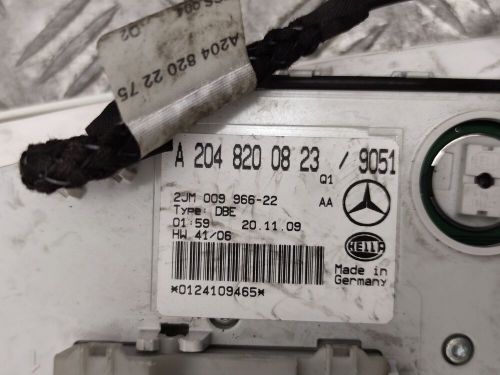 A204 820 22 75
A 204 820 08 23 / 9051
Q1
2JM 009 966-22
AA
Type: DBE
01:59 20.11.09
HW 41/06
HELLA
Made in
Germany
*0124109465*